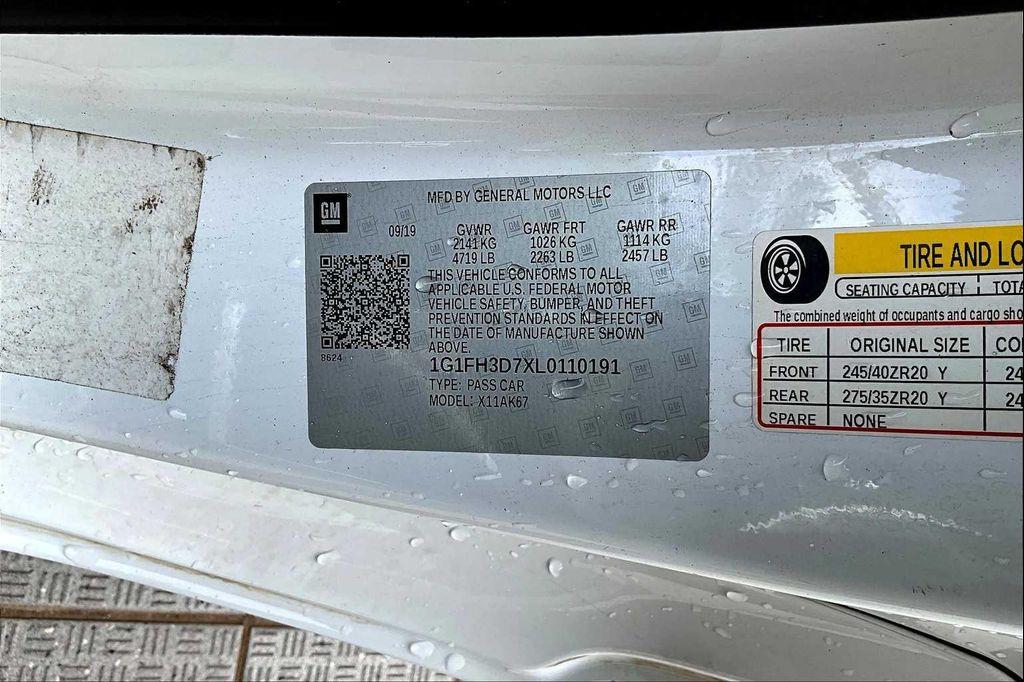 MFD BY GENERAL MOTORS LLC
GM
09/19
GVWR GAWR FRT GAWR RR
2141 KG 1026 KG 1114 KG
4719 LB 2263 LB 2457 LB
THIS VEHICLE CONFORMS TO ALL
APPLICABLE U.S. FEDERAL MOTOR
VEHICLE SAFETY, BUMPER, AND THEFT
PREVENTION STANDARDS IN EFFECT ON
THE DATE OF MANUFACTURE SHOWN
ABOVE.
8624
1G1FH3D7XL0110191
TYPE: PASS CAR
MODEL: X11AK67
TIRE AND LO
SEATING CAPACITY TOTA
The combined weight of occupants and cargo sho
TIRE ORIGINAL SIZE CO
FRONT 245/40ZR20 Y 24
REAR 275/35ZR20 Y 24
SPARE NONE